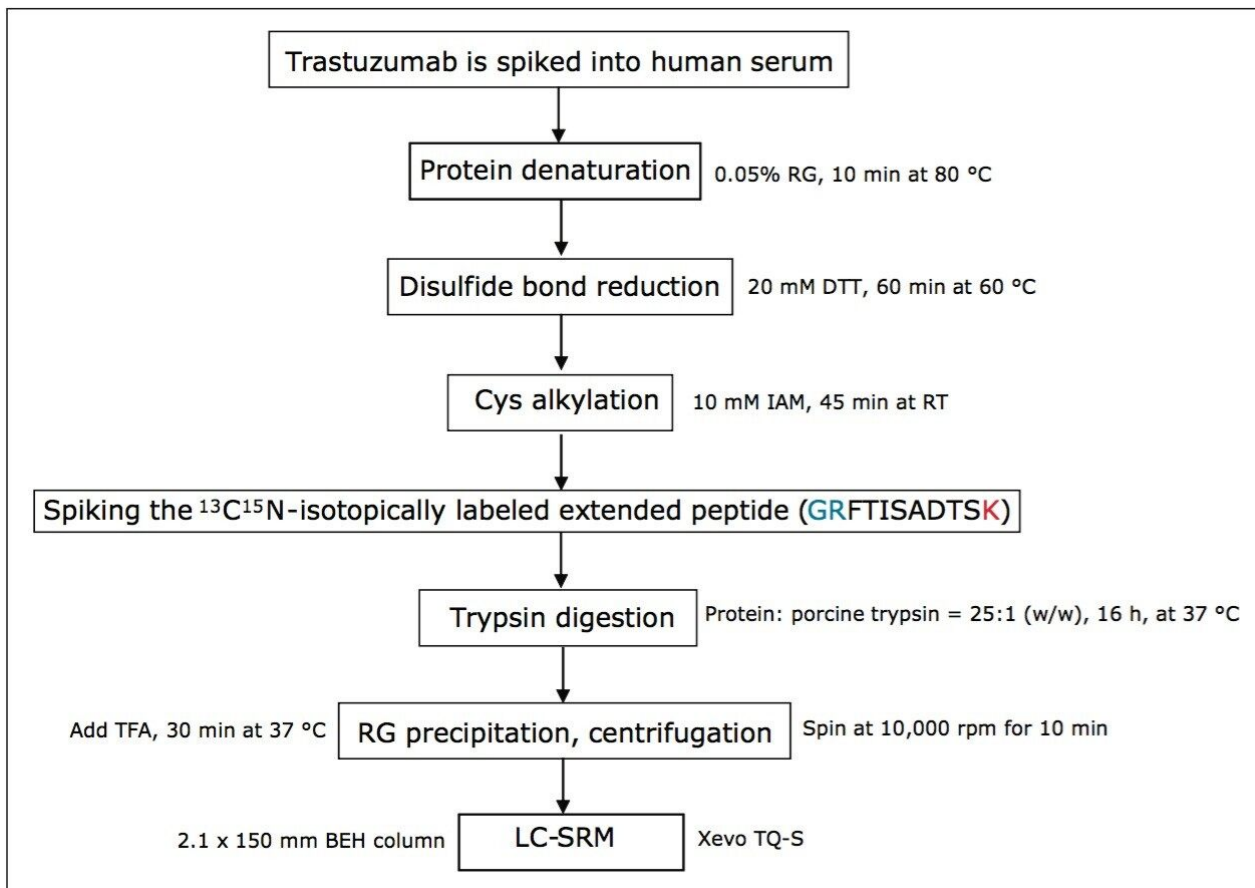 Trastuzumab is spiked into human serum
Protein denaturation
0.05% RG, 10 min at 80 °C
Disulfide bond reduction
20 mM DTT, 60 min at 60 °C
Cys alkylation
10 mM IAM, 45 min at RT
Spiking the ¹³C¹⁵N-isotopically labeled extended peptide (GRFTISADTSK)
Trypsin digestion
Protein: porcine trypsin = 25:1 (w/w), 16 h, at 37 °C
Add TFA, 30 min at 37 °C
RG precipitation, centrifugation
Spin at 10,000 rpm for 10 min
2.1 x 150 mm BEH column
LC-SRM
Xevo TQ-S